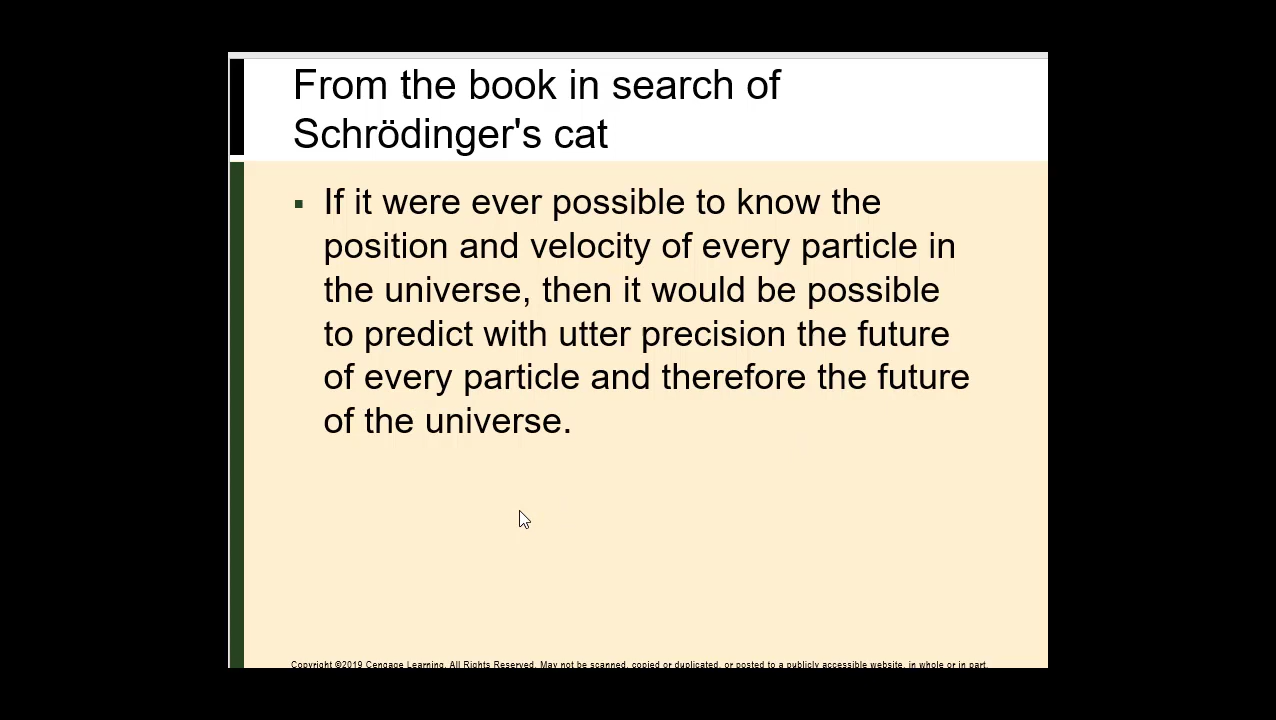 From the book in search of
Schrödinger's cat
If it were ever possible to know the
position and velocity of every particle in
the universe, then it would be possible
to predict with utter precision the future
of every particle and therefore the future
of the universe.
Copyright ©2019 Cengage Learning. All Rights Reserved. May not be scanned, copied or duplicated, or posted to a publicly accessible website, in whole or in part.